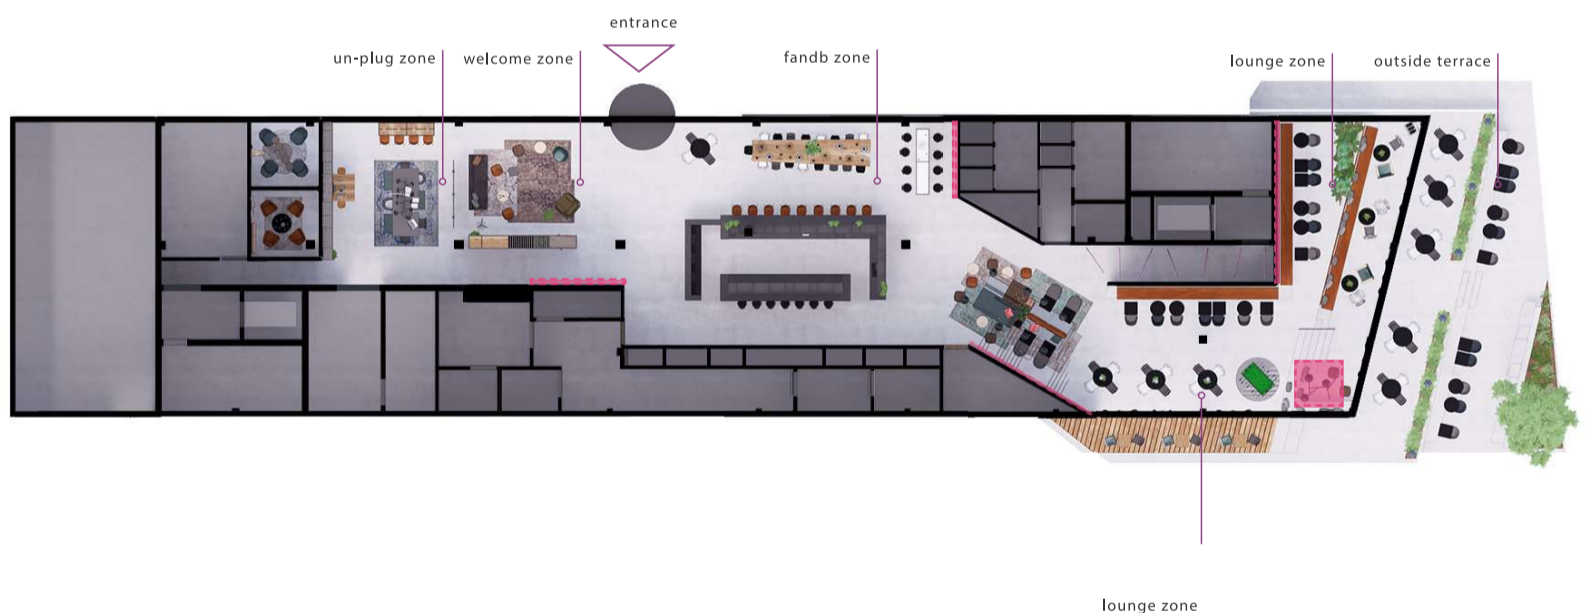 entrance
un-plug zone
welcome zone
fandb zone
lounge zone
outside terrace
lounge zone